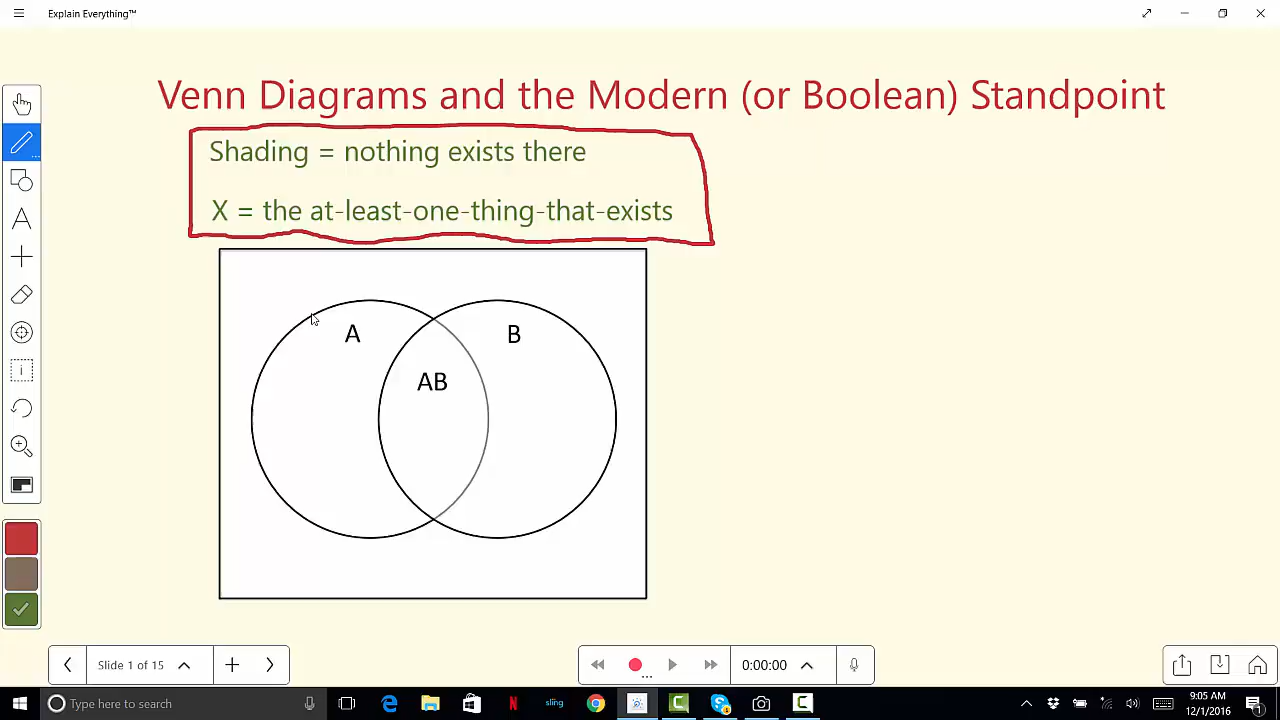 Explain Everything™
Venn Diagrams and the Modern (or Boolean) Standpoint
Shading = nothing exists there
X = the at-least-one-thing-that-exists
A
B
AB
Slide 1 of 15
0:00:00
Type here to search
sling
9:05 AM
12/1/2016